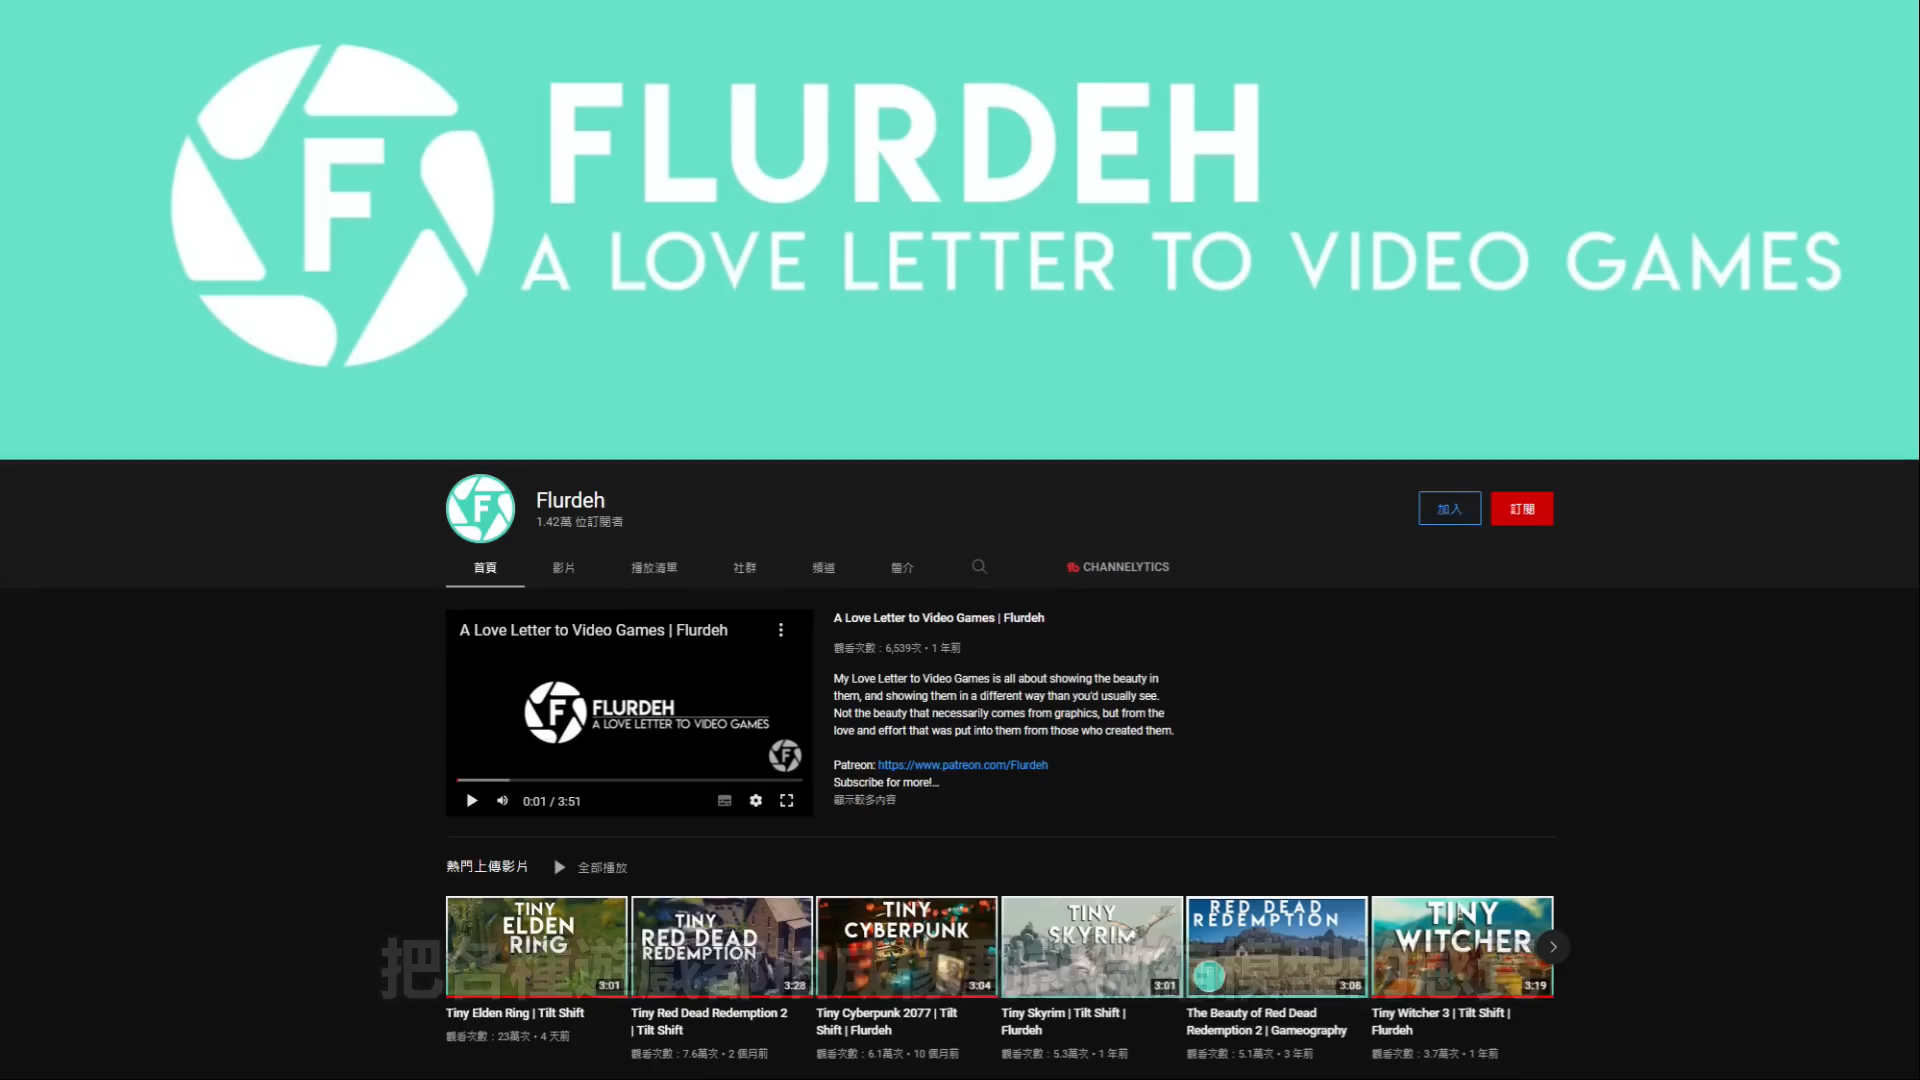 F
FLURDEH
A LOVE LETTER TO VIDEO GAMES
F
Flurdeh
1.42萬 位訂閱者
加入
訂閱
首頁
影片
播放清單
社群
頻道
簡介
CHANNELYTICS
A Love Letter to Video Games | Flurdeh
F
FLURDEH
A LOVE LETTER TO VIDEO GAMES
F
0:01 / 3:51
A Love Letter to Video Games | Flurdeh
觀看次數：6,539次 • 1 年前
My Love Letter to Video Games is all about showing the beauty in
them, and showing them in a different way than you'd usually see.
Not the beauty that necessarily comes from graphics, but from the
love and effort that was put into them from those who created them.
Patreon: https://www.patreon.com/Flurdeh
Subscribe for more!...
顯示較多內容
熱門上傳影片
全部播放
TINY
ELDEN
RING
3:01
Tiny Elden Ring | Tilt Shift
觀看次數：23萬次 • 4 天前
TINY
RED DEAD
REDEMPTION
3:28
Tiny Red Dead Redemption 2
| Tilt Shift
觀看次數：7.6萬次 • 2 個月前
TINY
CYBERPUNK
3:04
Tiny Cyberpunk 2077 | Tilt
Shift | Flurdeh
觀看次數：6.1萬次 • 10 個月前
TINY
SKYRIM
3:01
Tiny Skyrim | Tilt Shift |
Flurdeh
觀看次數：5.3萬次 • 1 年前
RED DEAD
REDEMPTION
3:08
The Beauty of Red Dead
Redemption 2 | Gameography
觀看次數：5.1萬次 • 3 年前
TINY
WITCHER
3:19
Tiny Witcher 3 | Tilt Shift |
Flurdeh
觀看次數：3.7萬次 • 1 年前
把各種遊戲都拍成